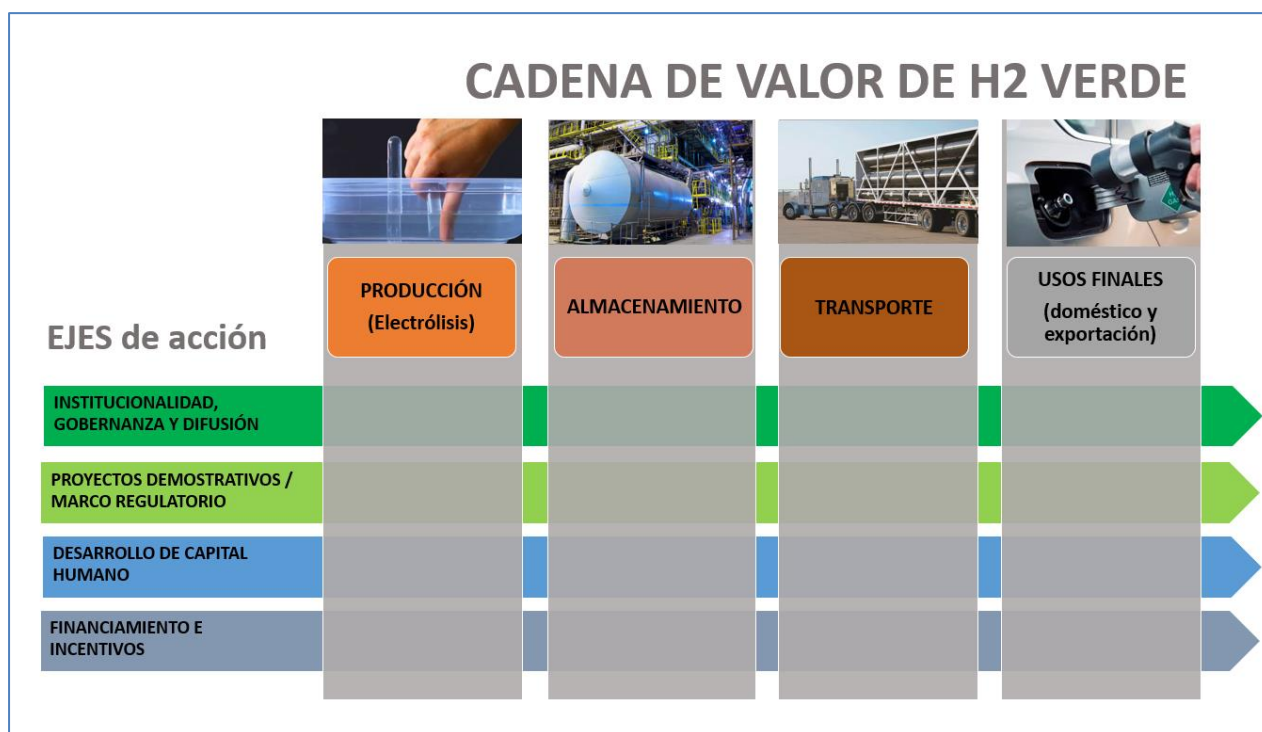 CADENA DE VALOR DE H2 VERDE
PRODUCCIÓN
(Electrólisis)
ALMACENAMIENTO
TRANSPORTE
USOS FINALES
(doméstico y
exportación)
EJES de acción
INSTITUCIONALIDAD,
GOBERNANZA Y DIFUSIÓN
PROYECTOS DEMOSTRATIVOS /
MARCO REGULATORIO
DESARROLLO DE CAPITAL
HUMANO
FINANCIAMIENTO E
INCENTIVOS